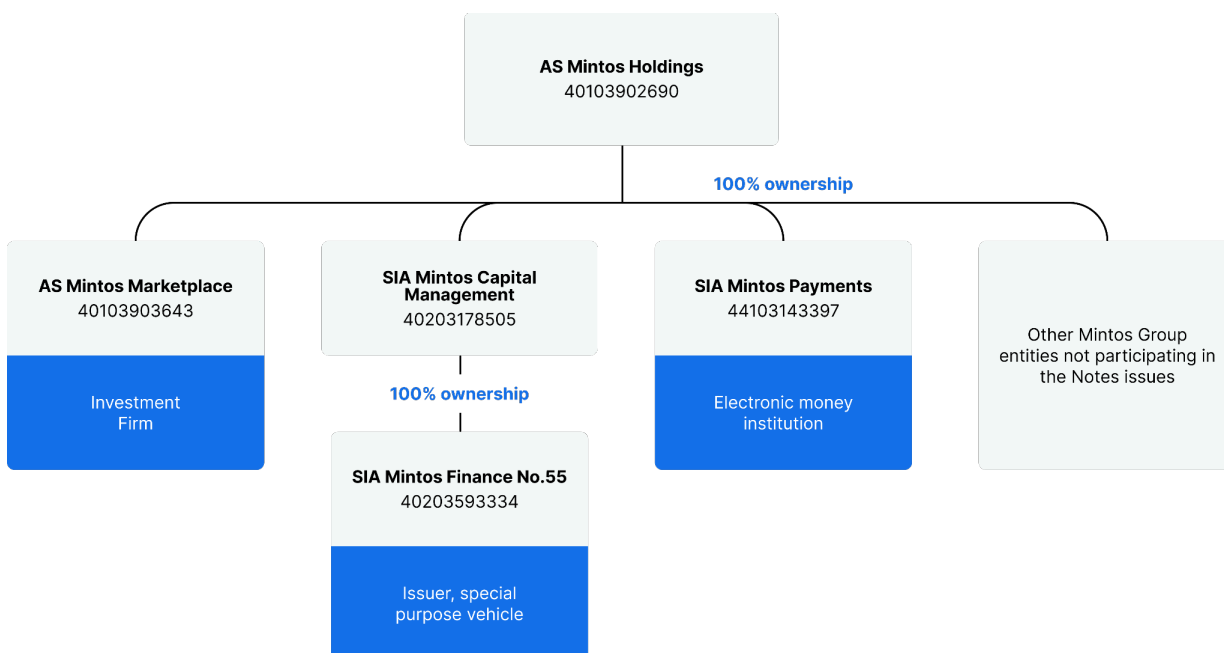 AS Mintos Holdings
40103902690
100% ownership
AS Mintos Marketplace
40103903643
Investment
Firm
SIA Mintos Capital
Management
40203178505
100% ownership
SIA Mintos Finance No.55
40203593334
Issuer, special
purpose vehicle
SIA Mintos Payments
44103143397
Electronic money
institution
Other Mintos Group
entities not participating in
the Notes issues